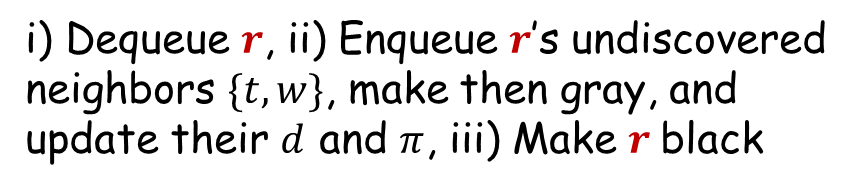 i) Dequeue r, ii) Enqueue r's undiscovered
neighbors {t, w}, make then gray, and
update their d and π, iii) Make r black